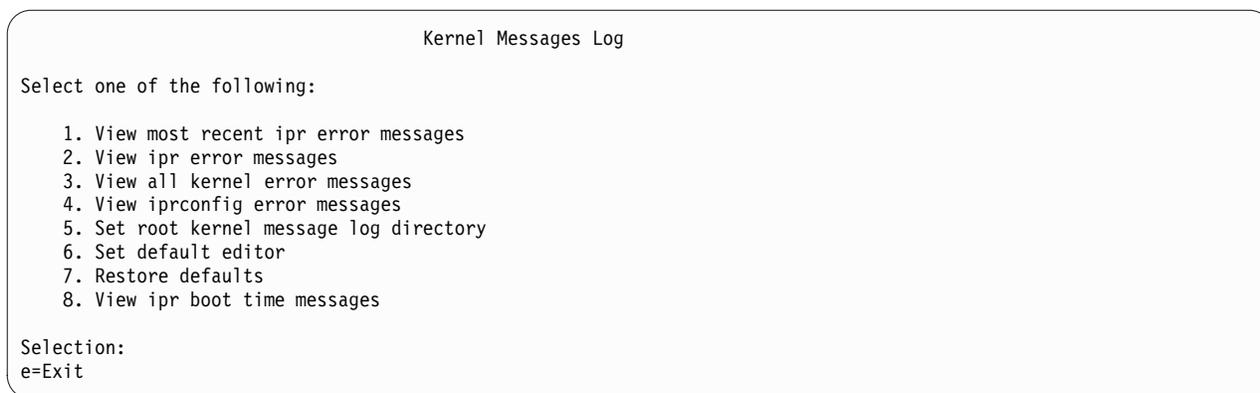 Kernel Messages Log
Select one of the following:
1. View most recent ipr error messages
2. View ipr error messages
3. View all kernel error messages
4. View iprconfig error messages
5. Set root kernel message log directory
6. Set default editor
7. Restore defaults
8. View ipr boot time messages
Selection:
e=Exit